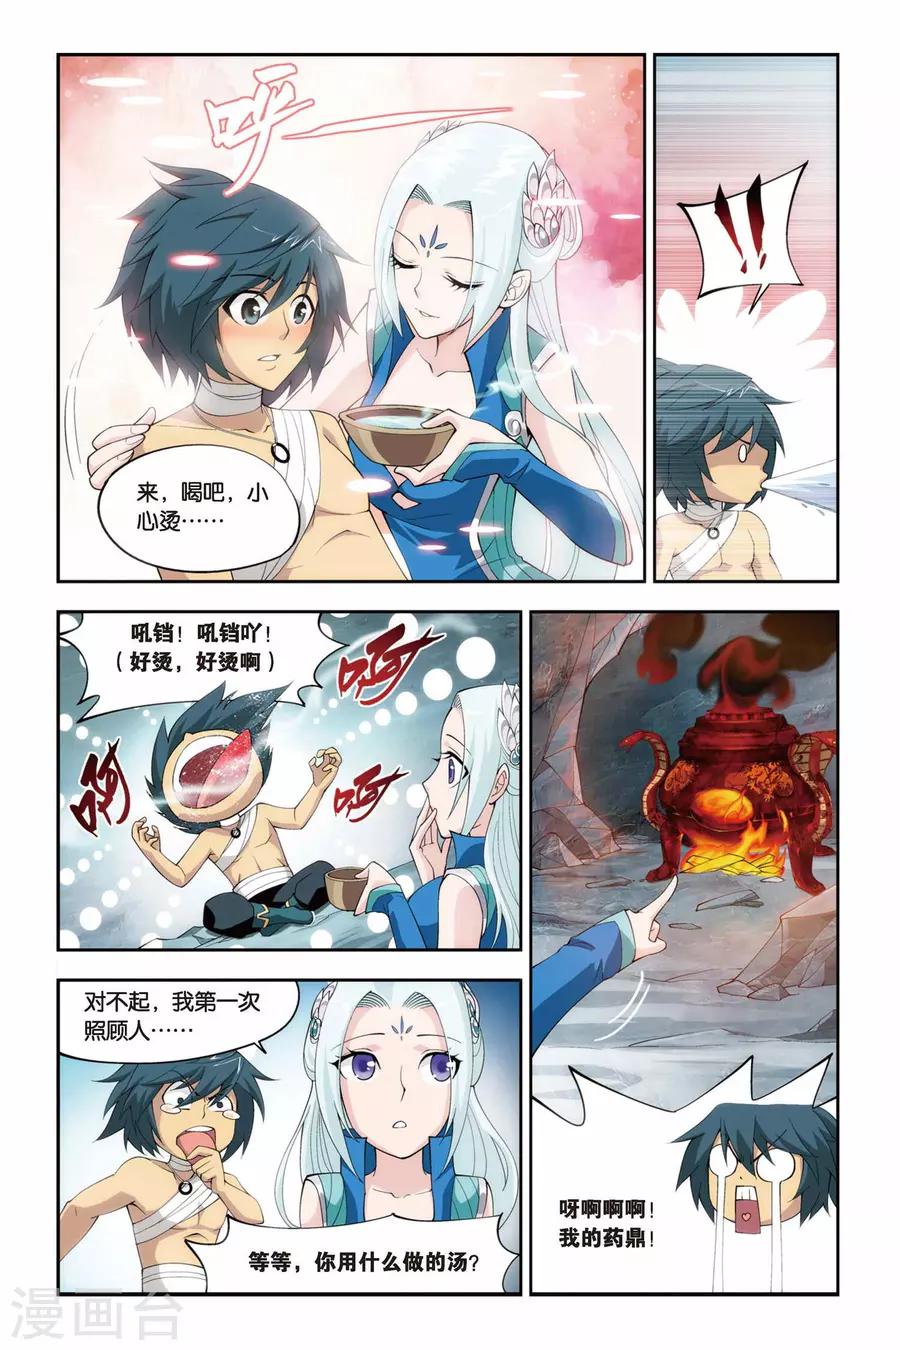 呼——
来，喝吧，小
心烫……
!!
吼铛！吼铛吖！
（好烫，好烫啊）
啊
啊
啊
对不起，我第一次
照顾人……
等等，你用什么做的汤？
呀啊啊啊！
我的药鼎！
漫画台